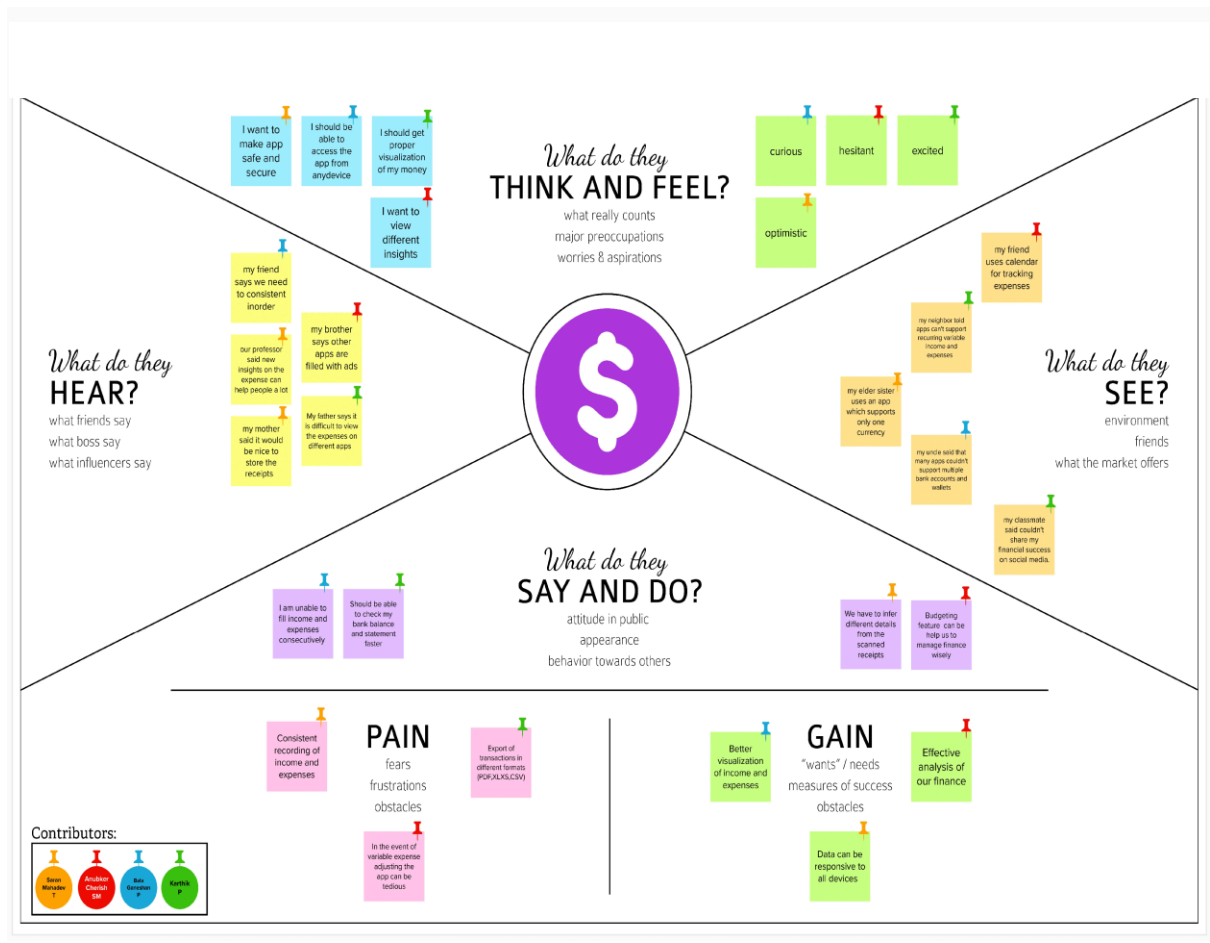 I want to
make app
safe and
secure
I should be
able to
access the
app from
anydevice
I should get
proper
visualization
of my money
I want to
view
different
insights
What do they
THINK AND FEEL?
what really counts
major preoccupations
worries & aspirations
curious
hesitant
excited
optimistic
What do they
HEAR?
what friends say
what boss say
what influencers say
my friend
says we need
to consistent
inorder
my brother
says other
apps are
filled with ads
our professor
said new
insights on the
expense can
help people a lot
My father says it
is difficult to view
the expenses on
different apps
my mother
said it would
be nice to
store the
receipts
$
my friend
uses calendar
for tracking
expenses
my neighbor told
apps can't support
recurring variable
income and
expenses
my elder sister
uses an app
which supports
only one
currency
my uncle said that
many apps couldn't
support multiple
bank accounts and
wallets
my classmate
said couldn't
share my
financial success
on social media.
What do they
SEE?
environment
friends
what the market offers
What do they
SAY AND DO?
attitude in public
appearance
behavior towards others
I am unable to
fill income and
expenses
consecutively
Should be able
to check my
bank balance
and statement
faster
We have to infer
different details
from the
scanned
receipts
Budgeting
feature can be
help us to
manage finance
wisely
PAIN
fears
frustrations
obstacles
Consistent
recording of
income and
expenses
Export of
transactions in
different formats
(PDF,XLXS,CSV)
In the event of
variable expense
adjusting the
app can be
tedious
GAIN
"wants" / needs
measures of success
obstacles
Better
visualization
of income and
expenses
Effective
analysis of
our finance
Data can be
responsive to
all devices
Contributors:
Saran
Mahadev
T
Anubkor
Cherish
SM
Bala
Ganeshan
P
Karthik
P